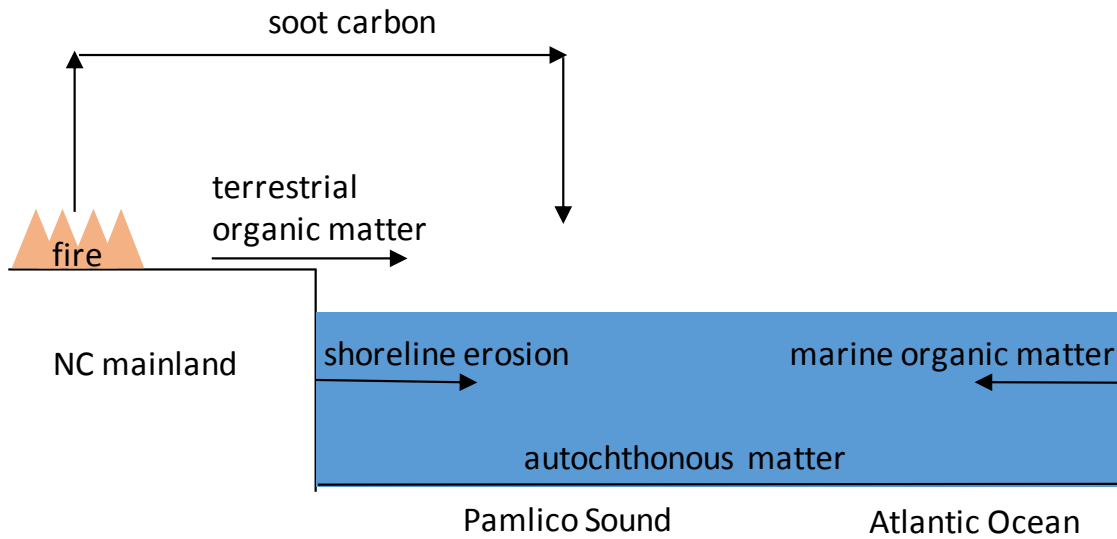 soot carbon
terrestrial
organic matter
fire
NC mainland
shoreline erosion
marine organic matter
autochthonous matter
Pamlico Sound
Atlantic Ocean